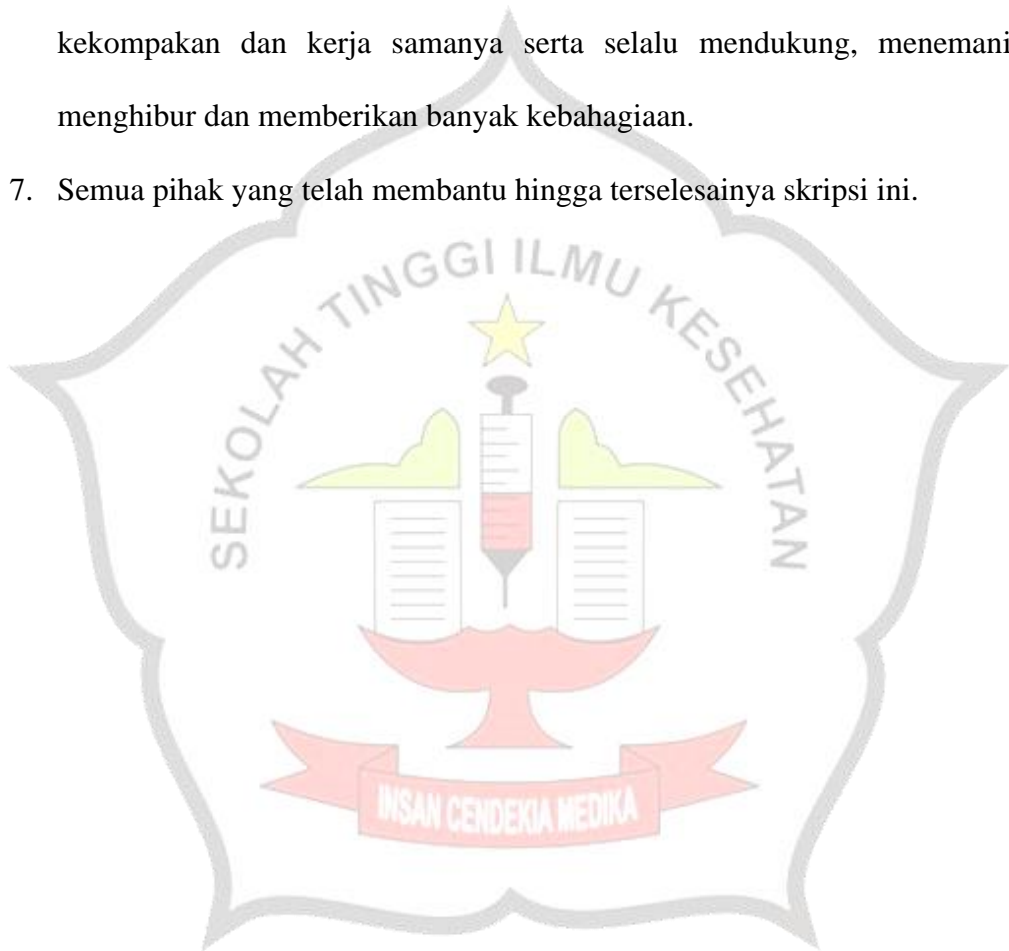 kekompakan dan kerja samanya serta selalu mendukung, menemani
menghibur dan memberikan banyak kebahagiaan.
7. Semua pihak yang telah membantu hingga terselesainya skripsi ini.
SEKOLAH TINGGI ILMU KESEHATAN
INSAN CENDEKIA MEDIKA